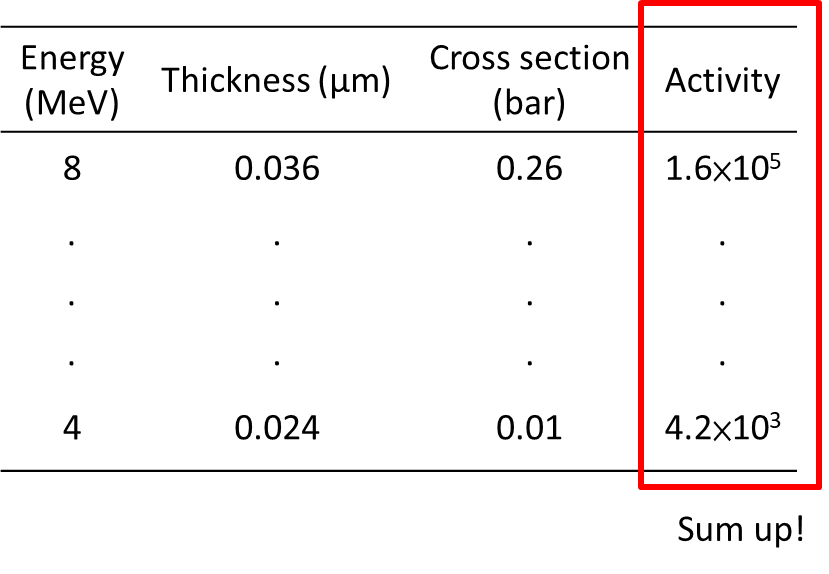 Energy (MeV) Thickness (μm) Cross section (bar) Activity
8 0.036 0.26 1.6×10⁵
. . . .
. . . .
. . . .
4 0.024 0.01 4.2×10³
Sum up!